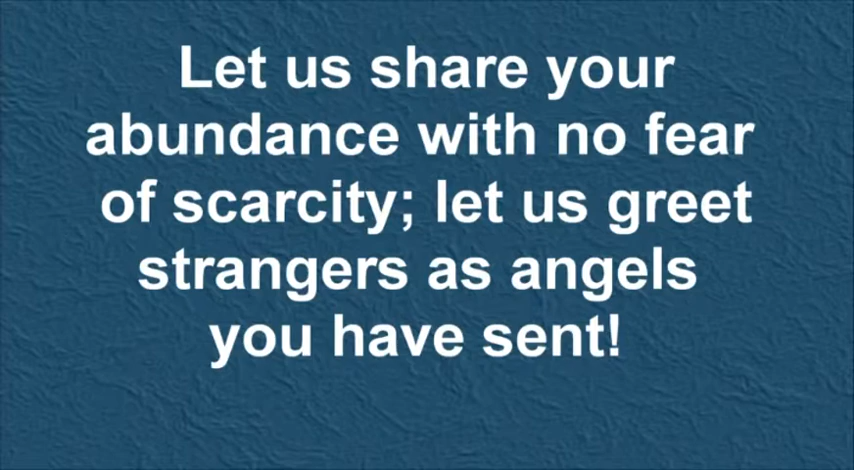 Let us share your
abundance with no fear
of scarcity; let us greet
strangers as angels
you have sent!